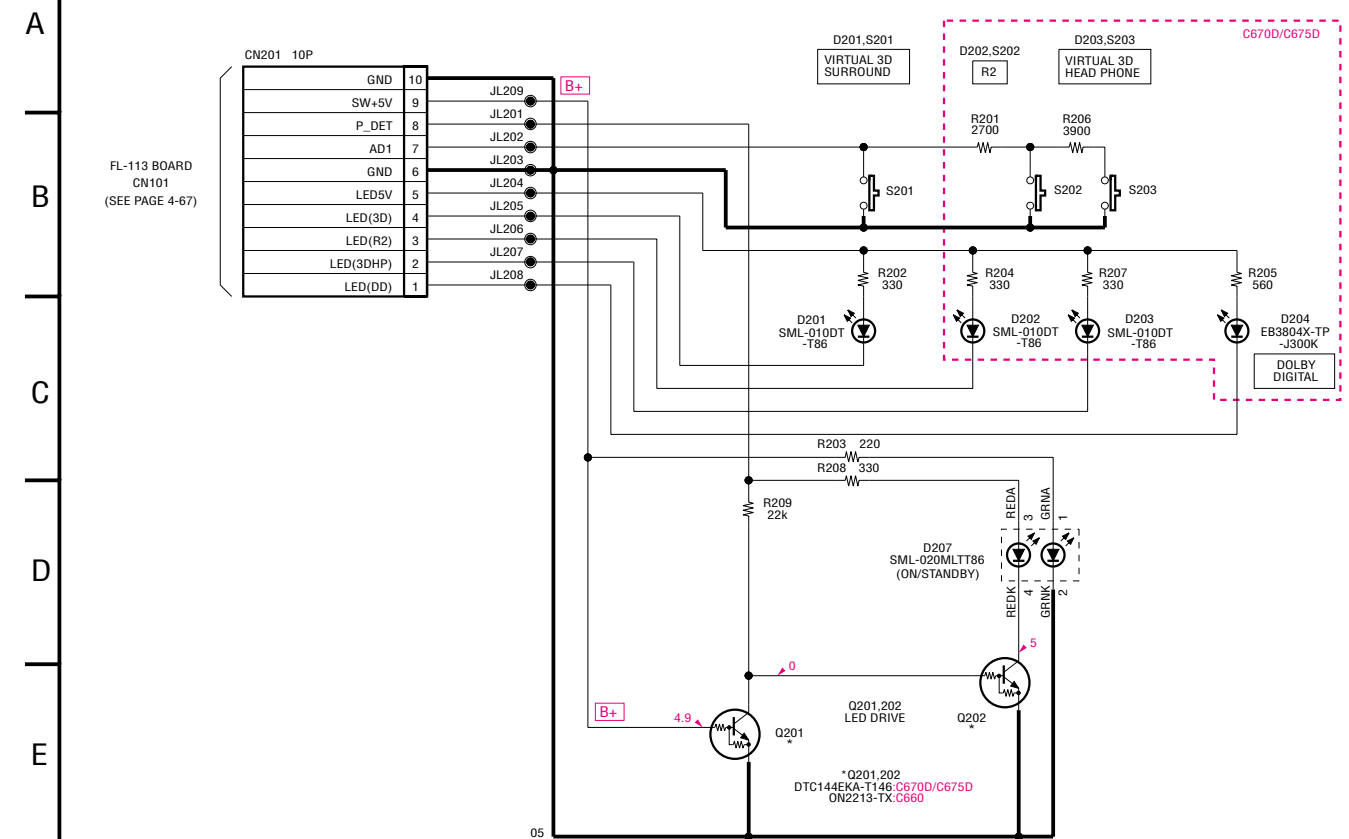 A
B
C
D
E
CN201 10P
GND 10
SW+5V 9
P_DET 8
AD1 7
GND 6
LED5V 5
LED(3D) 4
LED(R2) 3
LED(3DHP) 2
LED(DD) 1
FL-113 BOARD
CN101
(SEE PAGE 4-67)
JL209
JL201
JL202
JL203
JL204
JL205
JL206
JL207
JL208
B+
D201,S201
VIRTUAL 3D
SURROUND
D202,S202
R2
D203,S203
VIRTUAL 3D
HEAD PHONE
C670D/C675D
R201
2700
R206
3900
S201
S202
S203
R202
330
R204
330
R207
330
R205
560
D201
SML-010DT
-T86
D202
SML-010DT
-T86
D203
SML-010DT
-T86
D204
EB3804X-TP
-J300K
DOLBY
DIGITAL
R203 220
R208 330
R209
22k
REDA
3
GRNA
1
D207
SML-020MLTT86
(ON/STANDBY)
REDK
4
GRNK
2
5
0
B+
4.9
Q201
*
Q201,202
LED DRIVE
Q202
*
*Q201,202
DTC144EKA-T146:C670D/C675D
ON2213-TX:C660
05